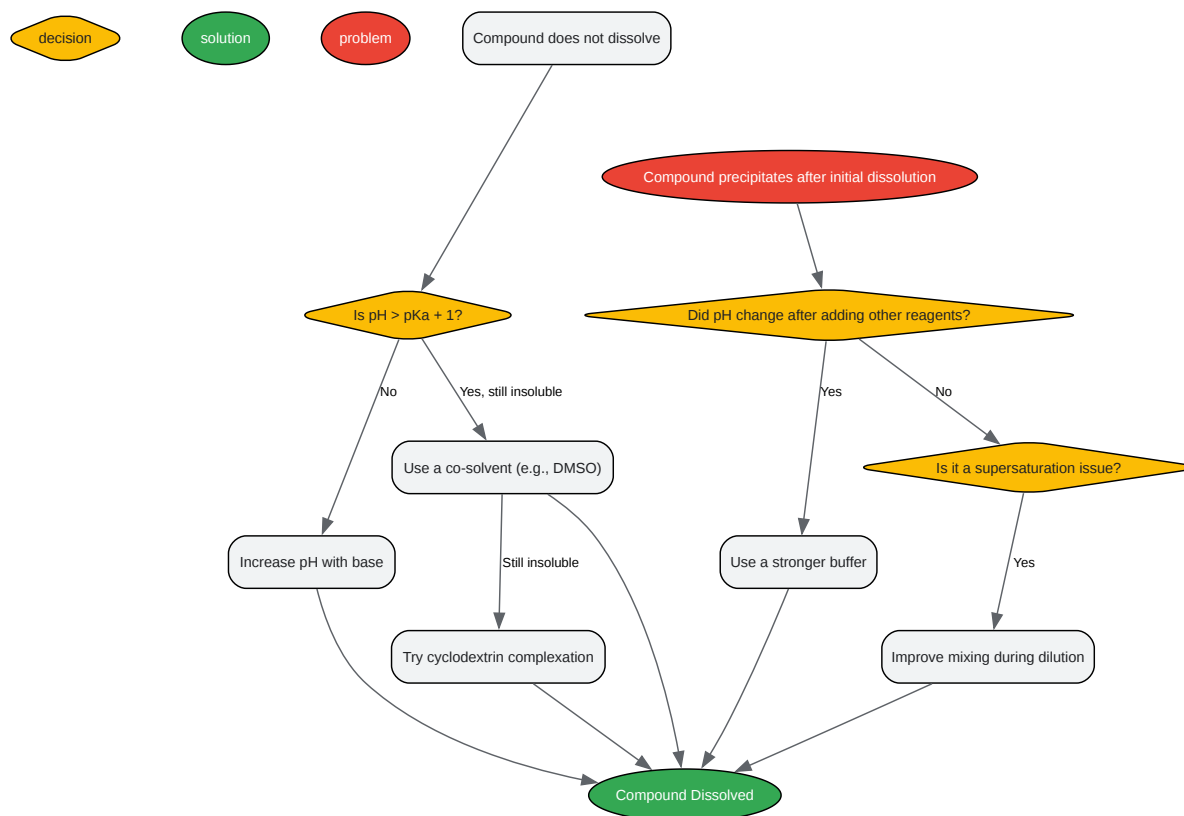 decision
solution
problem
Compound does not dissolve
Compound precipitates after initial dissolution
Is pH > pKa + 1?
Did pH change after adding other reagents?
No
Yes, still insoluble
Yes
No
Use a co-solvent (e.g., DMSO)
Is it a supersaturation issue?
Increase pH with base
Still insoluble
Use a stronger buffer
Yes
Try cyclodextrin complexation
Improve mixing during dilution
Compound Dissolved